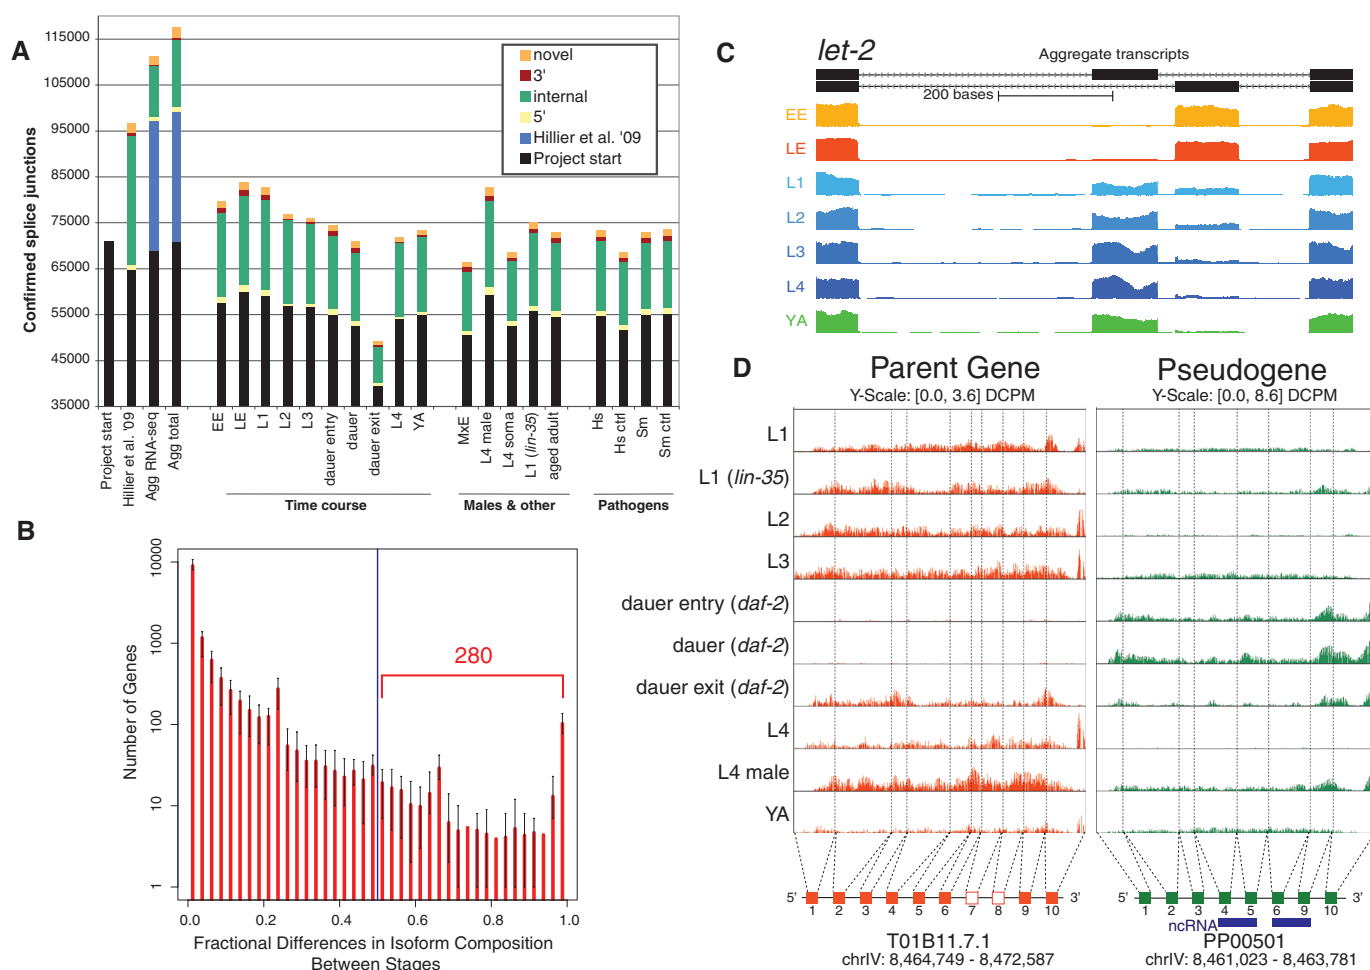 A
115000
105000
95000
85000
75000
65000
55000
45000
35000
Confirmed splice junctions
novel
3'
internal
5'
Hillier et al. '09
Project start
Project start
Hillier et al. '09
Agg RNA-seq
Agg total
EE
LE
L1
L2
L3
dauer entry
dauer
dauer exit
L4
YA
MxE
L4 male
L4 soma
L1 (lin-35)
aged adult
Hs
Hs ctrl
Sm
Sm ctrl
Time course
Males & other
Pathogens
B
10000
1000
100
10
1
Number of Genes
280
0.0
0.2
0.4
0.6
0.8
1.0
Fractional Differences in Isoform Composition
Between Stages
C
let-2
Aggregate transcripts
200 bases
EE
LE
L1
L2
L3
L4
YA
D
Parent Gene
Y-Scale: [0.0, 3.6] DCPM
Pseudogene
Y-Scale: [0.0, 8.6] DCPM
L1
L1 (lin-35)
L2
L3
dauer entry (daf-2)
dauer (daf-2)
dauer exit (daf-2)
L4
L4 male
YA
5'
1 2 3 4 5 6 7 8 9 10
3'
T01B11.7.1
chrIV: 8,464,749 - 8,472,587
5'
1 2 3 4 5 6 9 10
3'
ncRNA
PP00501
chrIV: 8,461,023 - 8,463,781